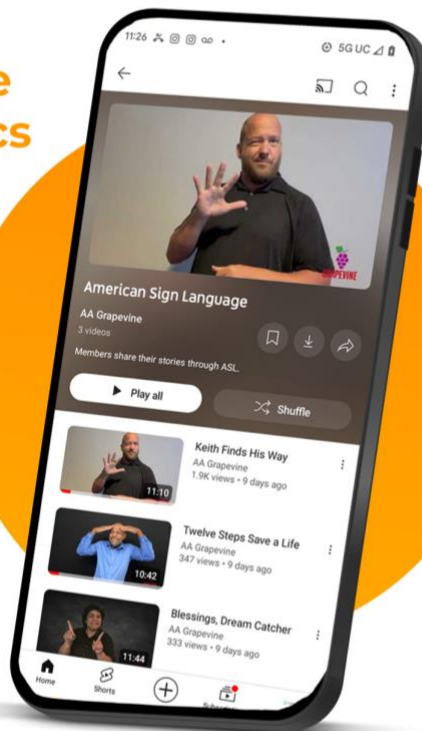 11:26
5G UC
GRAPEVINE
American Sign Language
AA Grapevine
3 videos
Members share their stories through ASL.
Play all
Shuffle
11:10
Keith Finds His Way
AA Grapevine
1.9K views • 9 days ago
10:42
Twelve Steps Save a Life
AA Grapevine
347 views • 9 days ago
11:44
Blessings, Dream Catcher
AA Grapevine
333 views • 9 days ago
Home
Shorts